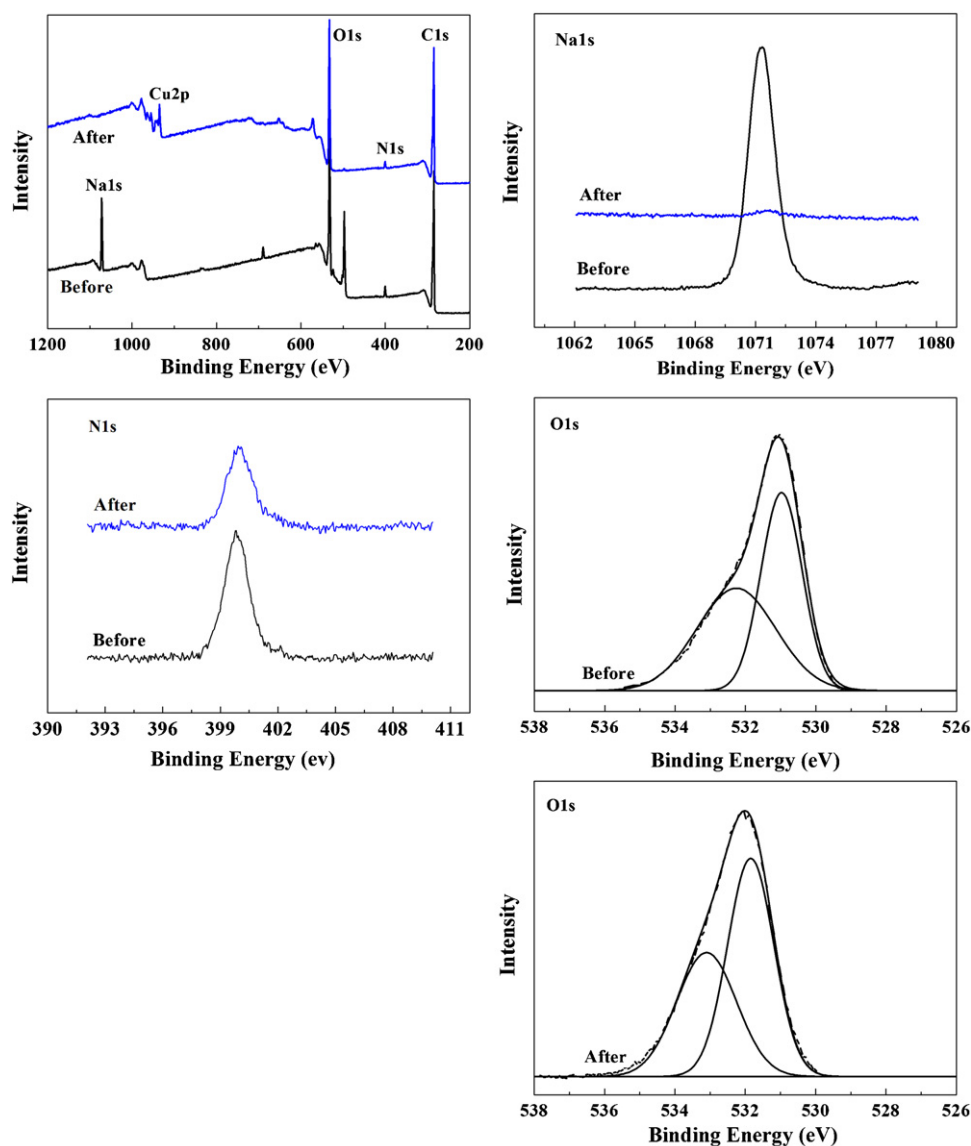 O1s
C1s
Cu2p
After
N1s
Na1s
Before
Intensity
1200 1000 800 600 400 200
Binding Energy (eV)
Na1s
After
Before
Intensity
1062 1065 1068 1071 1074 1077 1080
Binding Energy (eV)
N1s
After
Before
Intensity
390 393 396 399 402 405 408 411
Binding Energy (ev)
O1s
Before
Intensity
538 536 534 532 530 528 526
Binding Energy (eV)
O1s
After
Intensity
538 536 534 532 530 528 526
Binding Energy (eV)